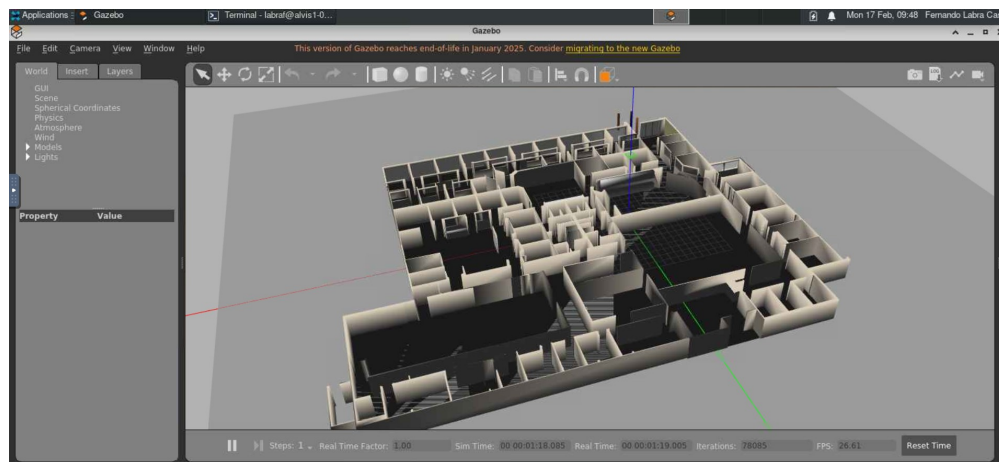 Applications Gazebo Terminal - labraf@alvis1-0... Mon 17 Feb, 09:48 Fernando Labra Ca
Gazebo
File Edit Camera View Window Help This version of Gazebo reaches end-of-life in January 2025. Consider migrating to the new Gazebo
World Insert Layers
GUI
Scene
Spherical Coordinates
Physics
Atmosphere
Wind
Models
Lights
Property Value
Steps: 1 Real Time Factor: 1.00 Sim Time: 00 00:01:18.085 Real Time: 00 00:01:19.005 Iterations: 78085 FPS: 26.61 Reset Time